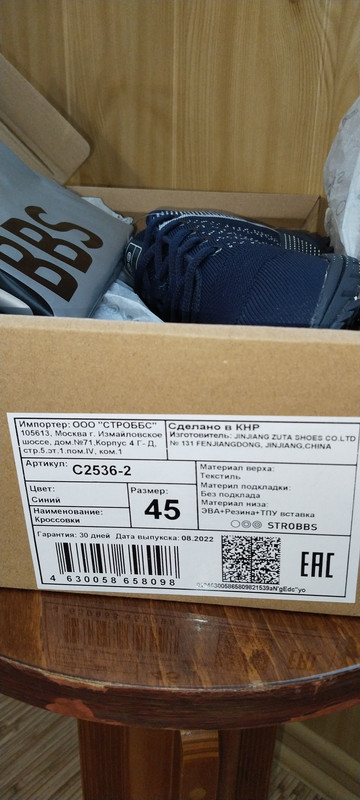 BBS
Импортер: ООО "СТРОББС"
105613, Москва г. Измайловское
шоссе, дом.№71,Корпус 4 Г- Д,
стр.5.эт.1.пом.IV, ком.1
Сделано в КНР
Изготовитель: JINJIANG ZUTA SHOES CO.LTD
№ 131 FENJIANGDONG, JINJIANG,CHINA
Артикул: C2536-2
Цвет:
Синий
Наименование:
Кроссовки
Размер:
45
Материал верха:
Текстиль
Материл подкладки:
Без подклада
Материал низа:
ЭВА+Резина+ТПУ вставка
STROBBS
Гарантия: 30 дней Дата выпуска: 08.2022
4 630058 658098
EAC